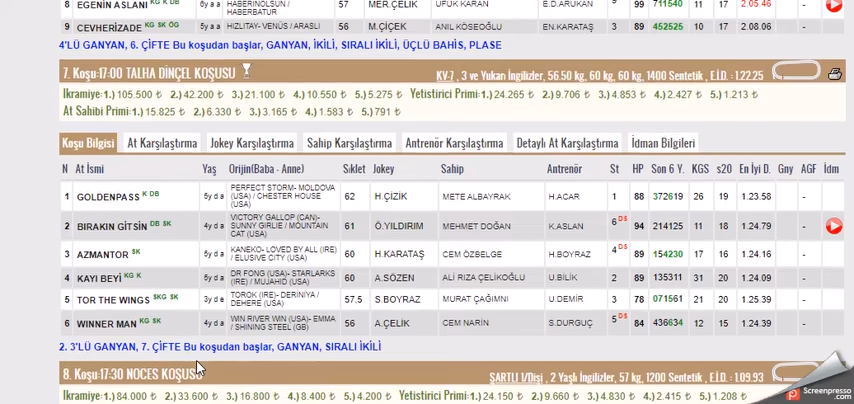 8 EGENİN ASLANI KG K DB 6y a a HABERİNOLSUN / HABERBATUR 57 MER.ÇELİK UFUK KARAN E.D.ARUKAN 6 99 711540 11 17 2.05.46
9 CEVHERİZADE KG SK ÖG 5y a a HIZLITAY- VENÜS / ARASLI 56 M.ÇİÇEK ANIL KÖSEOĞLU EN.KARATAŞ 3 89 452525 10 17 2.08.06
4'LÜ GANYAN, 6. ÇİFTE Bu koşudan başlar, GANYAN, İKİLİ, SIRALI İKİLİ, ÜÇLÜ BAHİS, PLASE
7. Koşu:17:00 TALHA DİNÇEL KOŞUSU KV-7 , 3 ve Yukarı İngilizler, 56.50 kg, 60 kg, 60 kg, 1400 Sentetik , E.İ.D. : 1.22.25
İkramiye: 1.) 105.500 ₺ 2.) 42.200 ₺ 3.) 21.100 ₺ 4.) 10.550 ₺ 5.) 5.275 ₺ Yetistirici Primi: 1.) 24.265 ₺ 2.) 9.706 ₺ 3.) 4.853 ₺ 4.) 2.427 ₺ 5.) 1.213 ₺
At Sahibi Primi: 1.) 15.825 ₺ 2.) 6.330 ₺ 3.) 3.165 ₺ 4.) 1.583 ₺ 5.) 791 ₺
Koşu Bilgisi At Karşılaştırma Jokey Karşılaştırma Sahip Karşılaştırma Antrenör Karşılaştırma Detaylı At Karşılaştırma İdman Bilgileri
N At İsmi Yaş Orijin(Baba - Anne) Sıklet Jokey Sahip Antrenör St HP Son 6 Y. KGS s20 En İyi D. Gny AGF İdm
1 GOLDENPASS K DB 5y d a PERFECT STORM- MOLDOVA (USA) / CHESTER HOUSE (USA) 62 H.ÇİZİK METE ALBAYRAK H.ACAR 1 88 372619 26 19 1.23.58 -
2 BIRAKIN GİTSİN DB SK 4y d a VICTORY GALLOP (CAN)- SUNNY GIRLIE / MOUNTAIN CAT (USA) 61 Ö.YILDIRIM MEHMET DOĞAN K.ASLAN 6 DS 94 214125 11 18 1.24.79 -
3 AZMANTOR SK 5y d a KANEKO- LOVED BY ALL (IRE) / ELUSIVE CITY (USA) 60 H.KARATAŞ CEM ÖZBELGE H.BOYRAZ 4 DS 89 154230 17 16 1.24.16 -
4 KAYI BEYİ KG K 5y d a DR FONG (USA)- STARLARKS (IRE) / MUJAHID (USA) 60 A.SÖZEN ALİ RIZA ÇELİKOĞLU U.BİLİK 2 89 135311 31 20 1.24.09 -
5 TOR THE WINGS SKG SK 3y d e TOROK (IRE)- DERİNİYA / DEHERE (USA) 57.5 S.BOYRAZ MURAT ÇAĞIMNI U.DEMİR 3 78 071561 21 20 1.25.39 -
6 WINNER MAN KG SK 4y d a WIN RIVER WIN (USA)- EMMA / SHINING STEEL (GB) 56 A.ÇELİK CEM NARİN S.DURGUÇ 5 DS 84 436634 12 15 1.24.39 -
2. 3'LÜ GANYAN, 7. ÇİFTE Bu koşudan başlar, GANYAN, SIRALI İKİLİ
8. Koşu:17:30 NOCES KOŞUSU ŞARTLI 1/Dişi , 2 Yaşlı İngilizler, 57 kg, 1200 Sentetik , E.İ.D. : 1.09.93
İkramiye: 1.) 84.000 ₺ 2.) 33.600 ₺ 3.) 16.800 ₺ 4.) 8.400 ₺ 5.) 4.200 ₺ Yetistirici Primi: 1.) 24.150 ₺ 2.) 9.660 ₺ 3.) 4.830 ₺ 4.) 2.415 ₺ 5.) 1.208 ₺
Screenpresso
.com